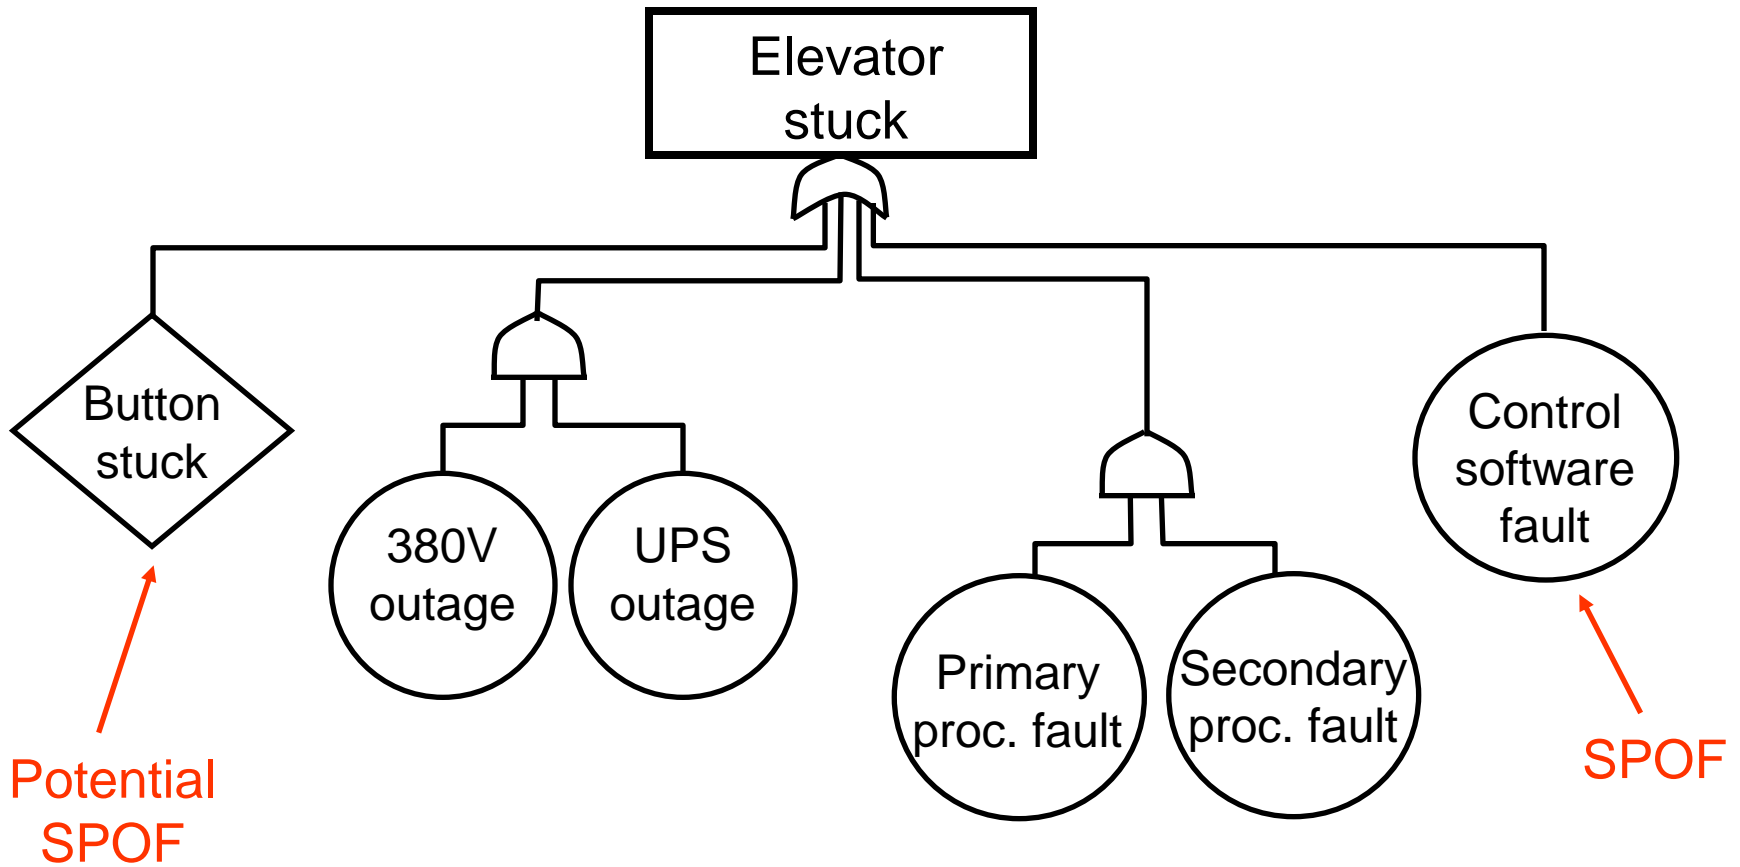 Elevator
stuck
Button
stuck
380V
outage
UPS
outage
Primary
proc. fault
Secondary
proc. fault
Control
software
fault
Potential
SPOF
SPOF